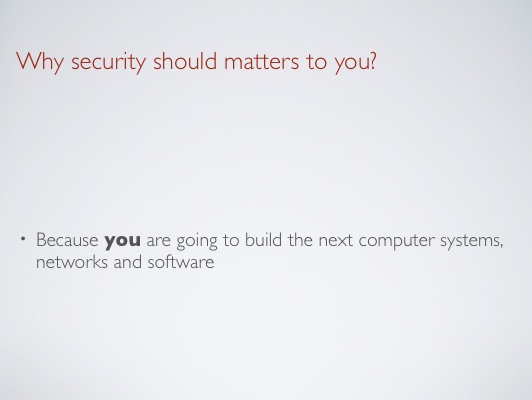 Why security should matters to you?
• Because you are going to build the next computer systems,
networks and software